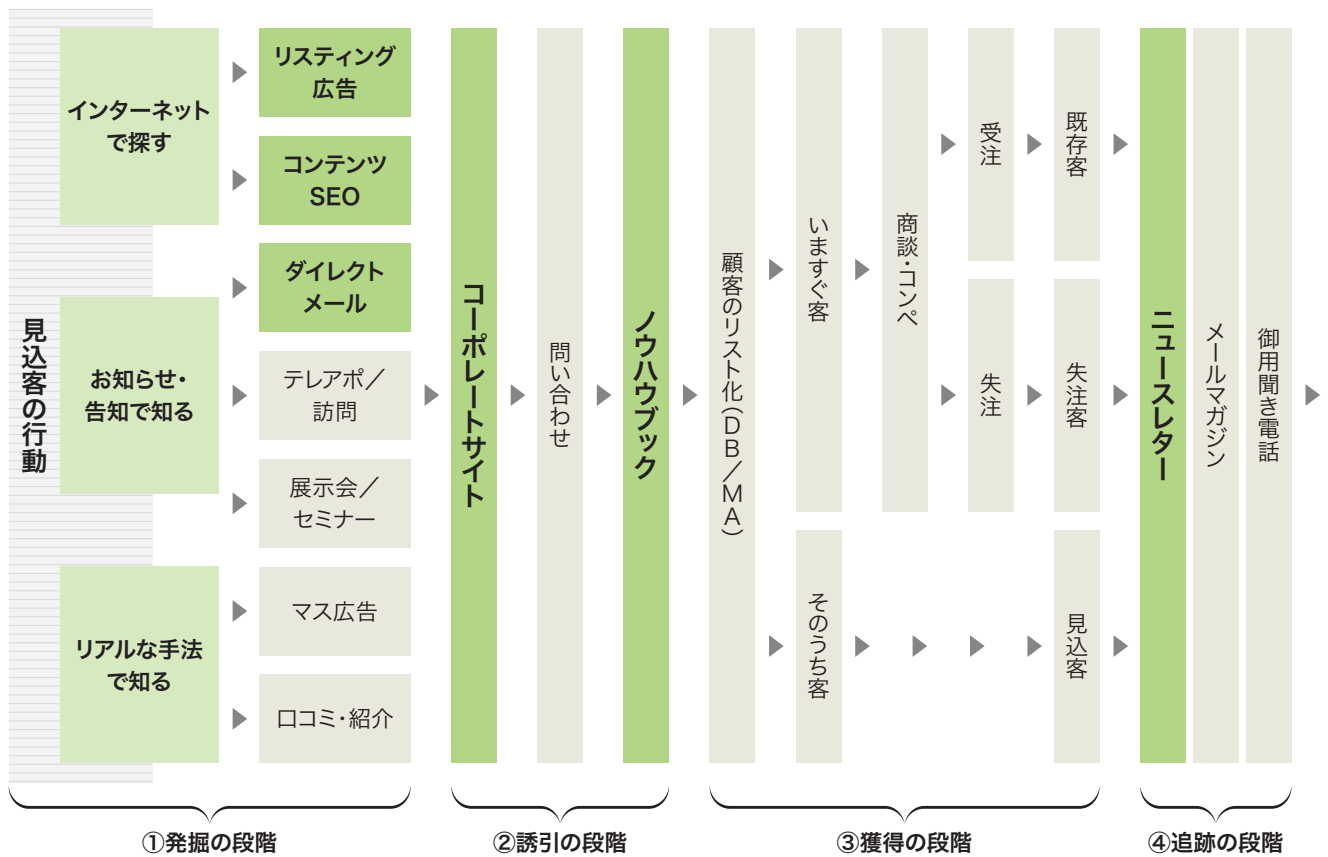 見込客の行動
インターネット
で探す
お知らせ・
告知で知る
リアルな手法
で知る
リスティング
広告
コンテンツ
SEO
ダイレクト
メール
テレアポ／
訪問
展示会／
セミナー
マス広告
口コミ・紹介
コーポレートサイト
問い合わせ
ノウハウブック
顧客のリスト化（DB／MA）
いますぐ客
そのうち客
商談・コンペ
受注
失注
既存客
失注客
見込客
ニュースレター
メールマガジン
御用聞き電話
①発掘の段階
②誘引の段階
③獲得の段階
④追跡の段階